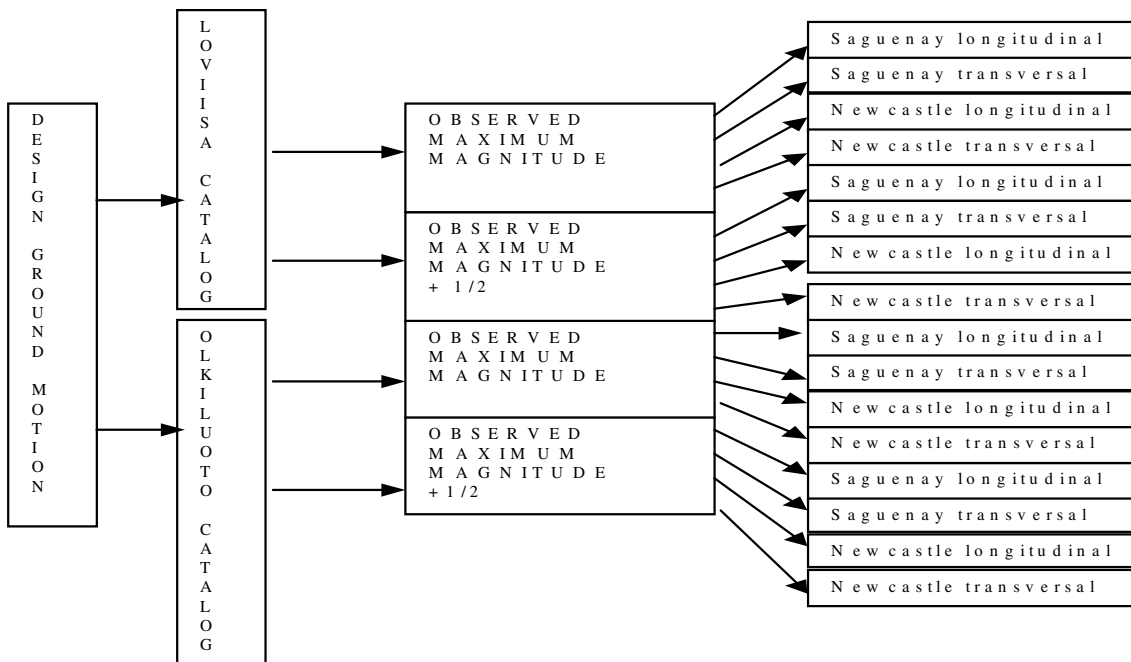 DESIGN GROUND MOTION
LOVIISA CATALOG
OLKILUOTO CATALOG
OBSERVED
MAXIMUM
MAGNITUDE
OBSERVED
MAXIMUM
MAGNITUDE
+ 1/2
OBSERVED
MAXIMUM
MAGNITUDE
OBSERVED
MAXIMUM
MAGNITUDE
+1/2
Saguenay longitudinal
Saguenay transversal
Newcastle longitudinal
Newcastle transversal
Saguenay longitudinal
Saguenay transversal
Newcastle longitudinal
Newcastle transversal
Saguenay longitudinal
Saguenay transversal
Newcastle longitudinal
Newcastle transversal
Saguenay longitudinal
Saguenay transversal
Newcastle longitudinal
Newcastle transversal